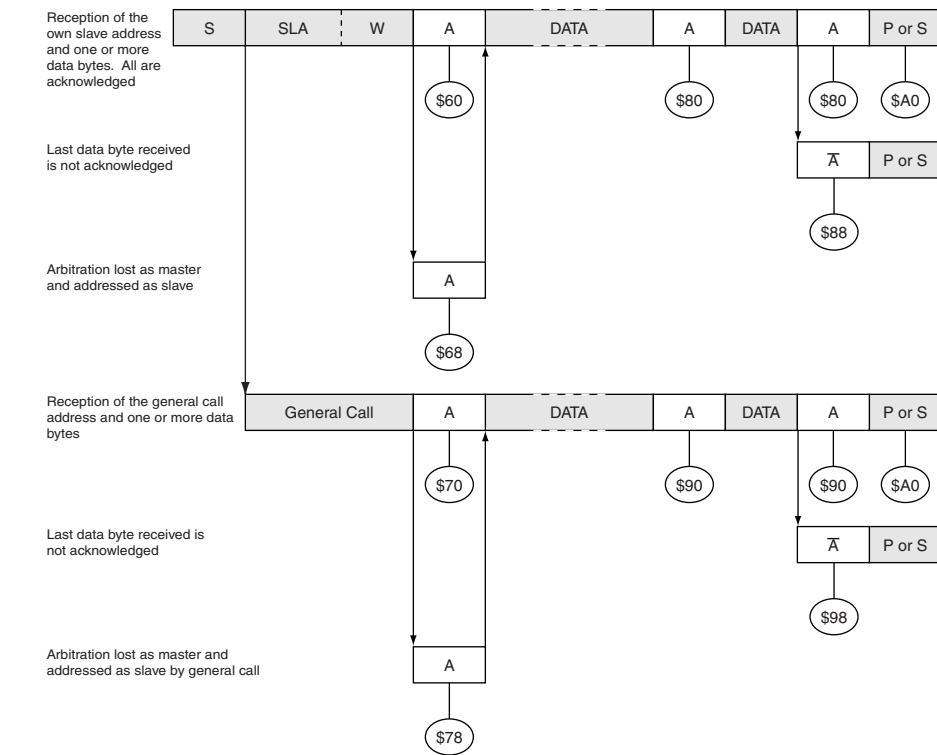 Reception of the
own slave address
and one or more
data bytes. All are
acknowledged
S SLA W A DATA A DATA A P or S
$60 $80 $80 $A0
Last data byte received
is not acknowledged
A̅ P or S
$88
Arbitration lost as master
and addressed as slave
A
$68
Reception of the general call
address and one or more data
bytes
General Call A DATA A DATA A P or S
$70 $90 $90 $A0
Last data byte received is
not acknowledged
A̅ P or S
$98
Arbitration lost as master and
addressed as slave by general call
A
$78